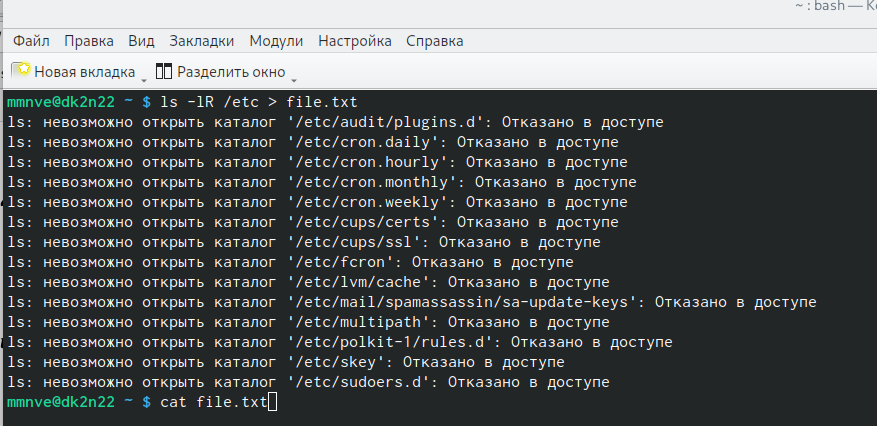 ~ : bash — Ko
Файл Правка Вид Закладки Модули Настройка Справка
Новая вкладка Разделить окно
mmnve@dk2n22 ~ $ ls -lR /etc > file.txt
ls: невозможно открыть каталог '/etc/audit/plugins.d': Отказано в доступе
ls: невозможно открыть каталог '/etc/cron.daily': Отказано в доступе
ls: невозможно открыть каталог '/etc/cron.hourly': Отказано в доступе
ls: невозможно открыть каталог '/etc/cron.monthly': Отказано в доступе
ls: невозможно открыть каталог '/etc/cron.weekly': Отказано в доступе
ls: невозможно открыть каталог '/etc/cups/certs': Отказано в доступе
ls: невозможно открыть каталог '/etc/cups/ssl': Отказано в доступе
ls: невозможно открыть каталог '/etc/fcron': Отказано в доступе
ls: невозможно открыть каталог '/etc/lvm/cache': Отказано в доступе
ls: невозможно открыть каталог '/etc/mail/spamassassin/sa-update-keys': Отказано в доступе
ls: невозможно открыть каталог '/etc/multipath': Отказано в доступе
ls: невозможно открыть каталог '/etc/polkit-1/rules.d': Отказано в доступе
ls: невозможно открыть каталог '/etc/skey': Отказано в доступе
ls: невозможно открыть каталог '/etc/sudoers.d': Отказано в доступе
mmnve@dk2n22 ~ $ cat file.txt